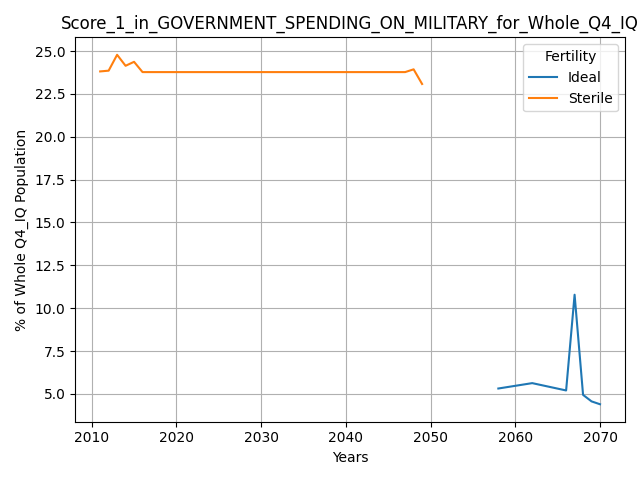 Score_1_in_GOVERNMENT_SPENDING_ON_MILITARY_for_Whole_Q4_IQ
25.0
22.5
20.0
17.5
15.0
12.5
10.0
7.5
5.0
% of Whole Q4_IQ Population
Fertility
Ideal
Sterile
2010 2020 2030 2040 2050 2060 2070
Years